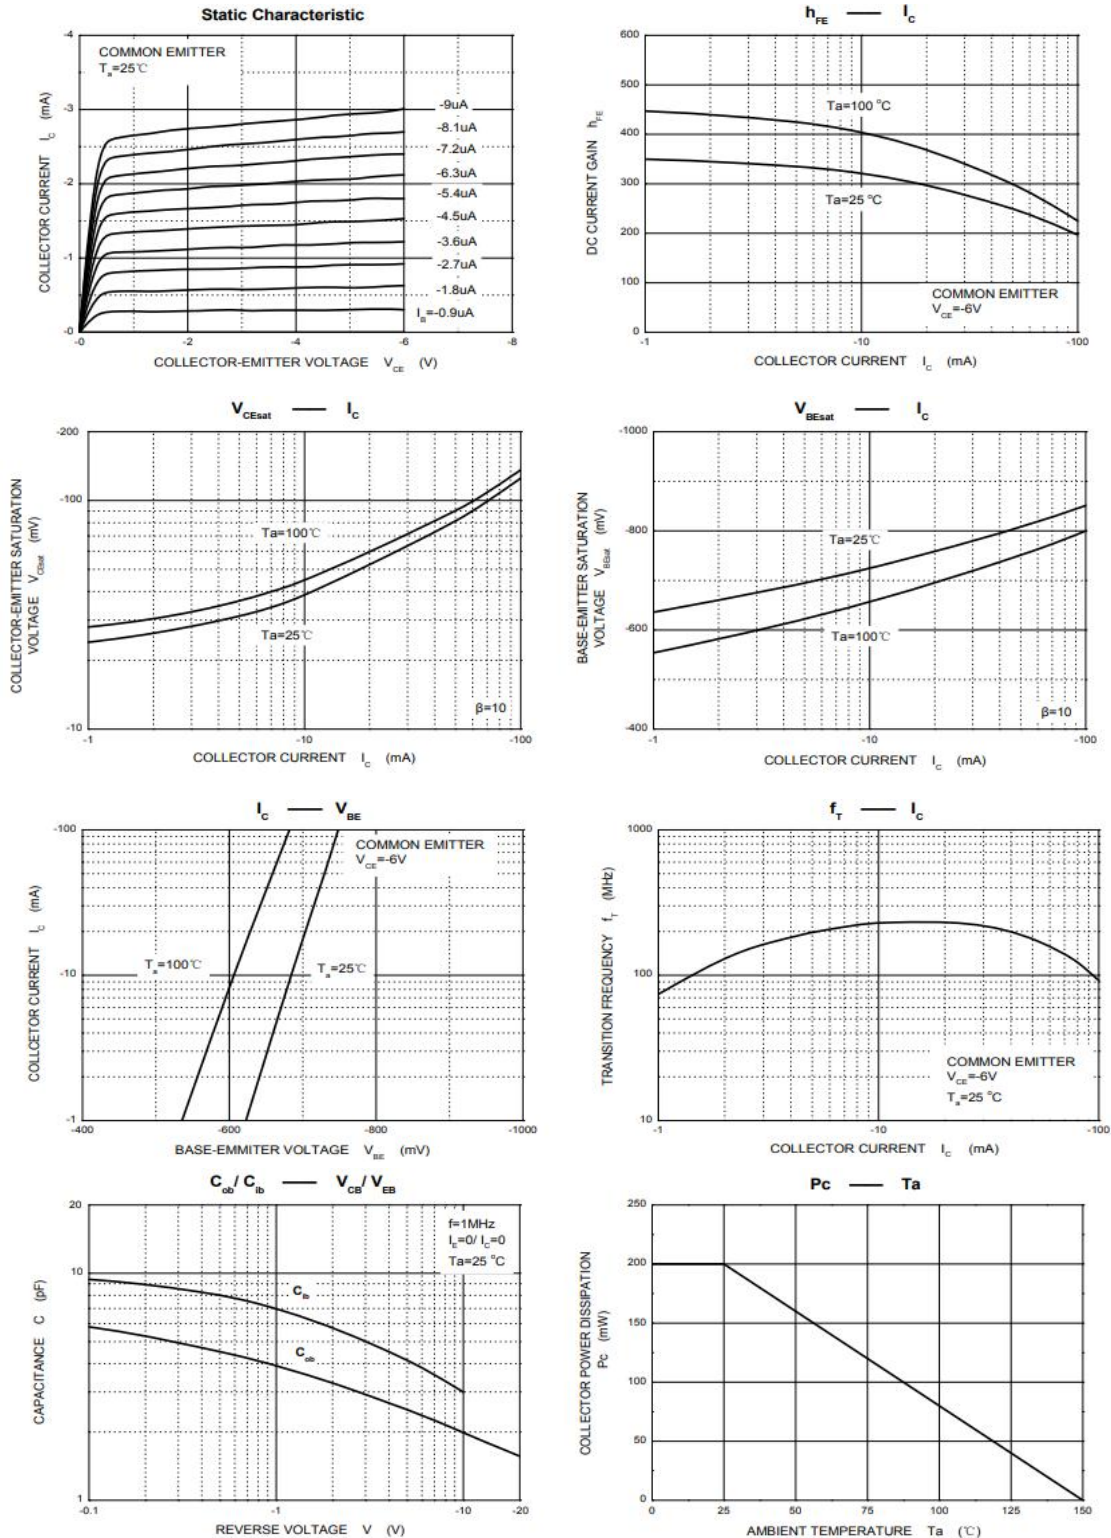 Static Characteristic
-4
-3
-2
-1
-0
-0
-2
-4
-6
-8
COMMON EMITTER
Ta=25℃
-9uA
-8.1uA
-7.2uA
-6.3uA
-5.4uA
-4.5uA
-3.6uA
-2.7uA
-1.8uA
IB=-0.9uA
COLLECTOR CURRENT IC (mA)
COLLECTOR-EMITTER VOLTAGE VCE (V)
hFE —— IC
600
500
400
300
200
100
0
-1
-10
-100
Ta=100 °C
Ta=25 °C
COMMON EMITTER
VCE=-6V
DC CURRENT GAIN hFE
COLLECTOR CURRENT IC (mA)
VCEsat —— IC
-200
-100
-10
-1
-10
-100
Ta=100℃
Ta=25℃
β=10
COLLECTOR-EMITTER SATURATION
VOLTAGE VCEsat (mV)
COLLECTOR CURRENT IC (mA)
VBEsat —— IC
-1000
-800
-600
-400
-1
-10
-100
Ta=25℃
Ta=100℃
β=10
BASE-EMITTER SATURATION
VOLTAGE VBEsat (mV)
COLLECTOR CURRENT IC (mA)
IC —— VBE
-100
-10
-1
-400
-600
-800
-1000
COMMON EMITTER
VCE=-6V
Ta=100℃
Ta=25℃
COLLCETOR CURRENT IC (mA)
BASE-EMMITER VOLTAGE VBE (mV)
fT —— IC
1000
100
10
-1
-10
-100
COMMON EMITTER
VCE=-6V
Ta=25 °C
TRANSITION FREQUENCY fT (MHz)
COLLECTOR CURRENT IC (mA)
Cob/ Cib —— VCB/ VEB
20
10
1
-0.1
-1
-10
-20
f=1MHz
IE=0/ IC=0
Ta=25 °C
Cib
Cob
CAPACITANCE C (pF)
REVERSE VOLTAGE V (V)
Pc —— Ta
250
200
150
100
50
0
0
25
50
75
100
125
150
COLLECTOR POWER DISSIPATION
Pc (mW)
AMBIENT TEMPERATURE Ta (℃)